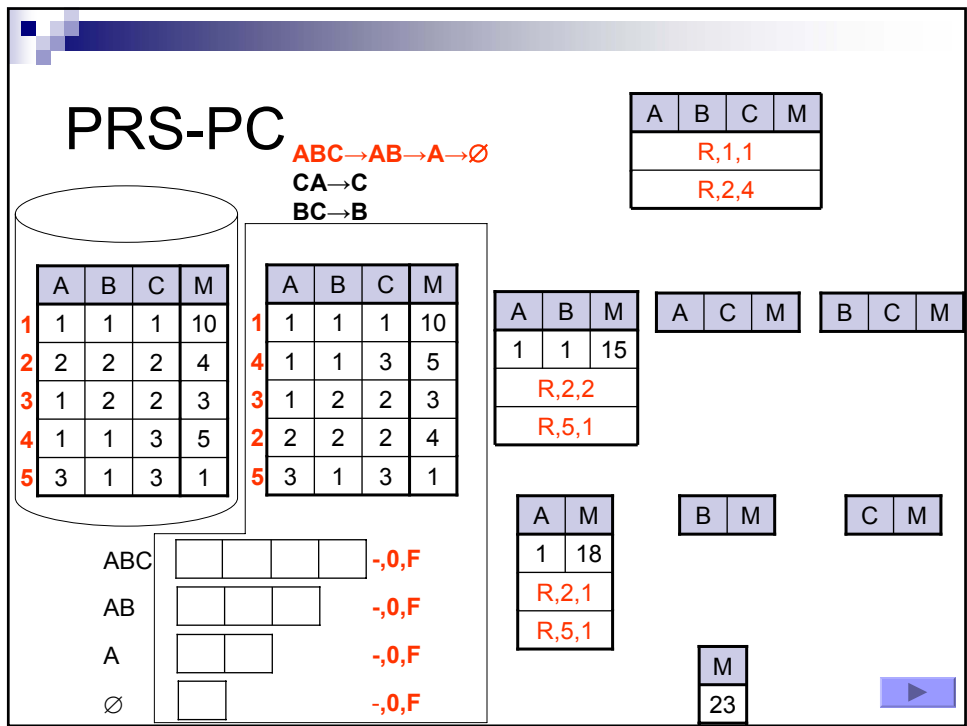 PRS-PC
ABC→AB→A→∅
CA→C
BC→B
A B C M
R,1,1
R,2,4
A B C M
1 1 1 1 10
2 2 2 2 4
3 1 2 2 3
4 1 1 3 5
5 3 1 3 1
A B C M
1 1 1 1 10
4 1 1 3 5
3 1 2 2 3
2 2 2 2 4
5 3 1 3 1
A B M
1 1 15
R,2,2
R,5,1
A C M
B C M
A M
1 18
R,2,1
R,5,1
B M
C M
M
23
ABC -,0,F
AB -,0,F
A -,0,F
∅ -,0,F